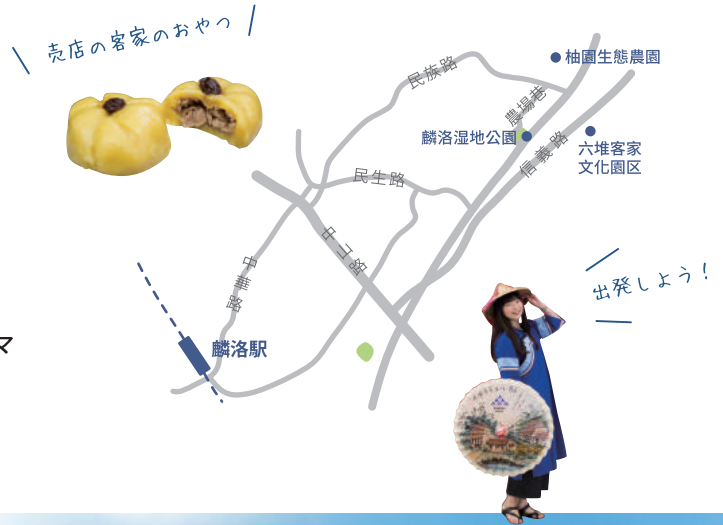 売店の客家のおやつ
柚園生態農園
民族路
農場巷
麟洛湿地公園
信義路
六堆客家
文化園区
民生路
中山路
中華路
出発しよう！
麟洛駅
マ